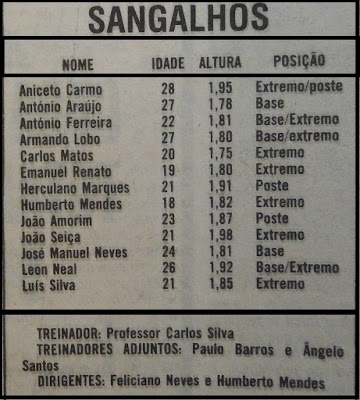 SANGALHOS
NOME IDADE ALTURA POSIÇÃO
Aniceto Carmo 28 1,95 Extremo/poste
António Araújo 27 1,78 Base
António Ferreira 22 1,81 Base/Extremo
Armando Lobo 27 1,80 Base/extremo
Carlos Matos 20 1,75 Extremo
Emanuel Renato 19 1,80 Extremo
Herculano Marques 21 1,91 Poste
Humberto Mendes 18 1,82 Extremo
João Amorim 23 1,87 Poste
João Seiça 21 1,98 Extremo
José Manuel Neves 24 1,81 Base
Leon Neal 26 1,92 Base/Extremo
Luís Silva 21 1,85 Extremo
TREINADOR: Professor Carlos Silva
TREINADORES ADJUNTOS: Paulo Barros e Ângelo
Santos
DIRIGENTES: Feliciano Neves e Humberto Mendes